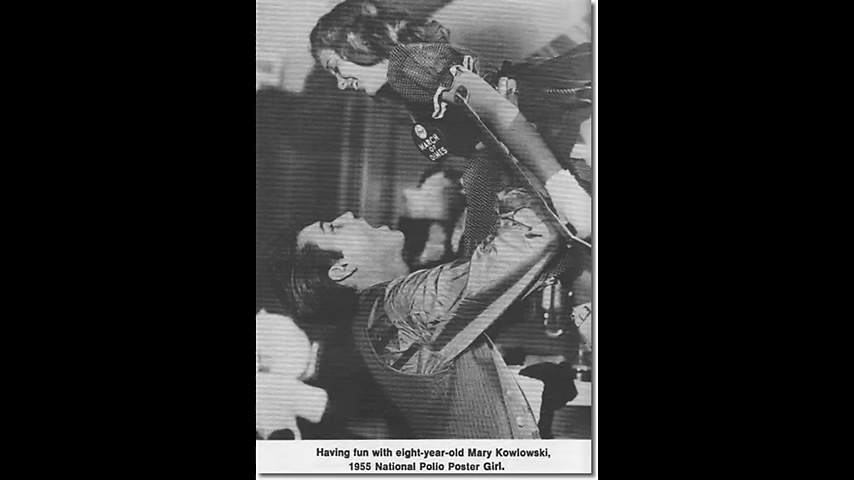 MARCH
OF
DIMES
Having fun with eight-year-old Mary Kowlowski,
1955 National Polio Poster Girl.